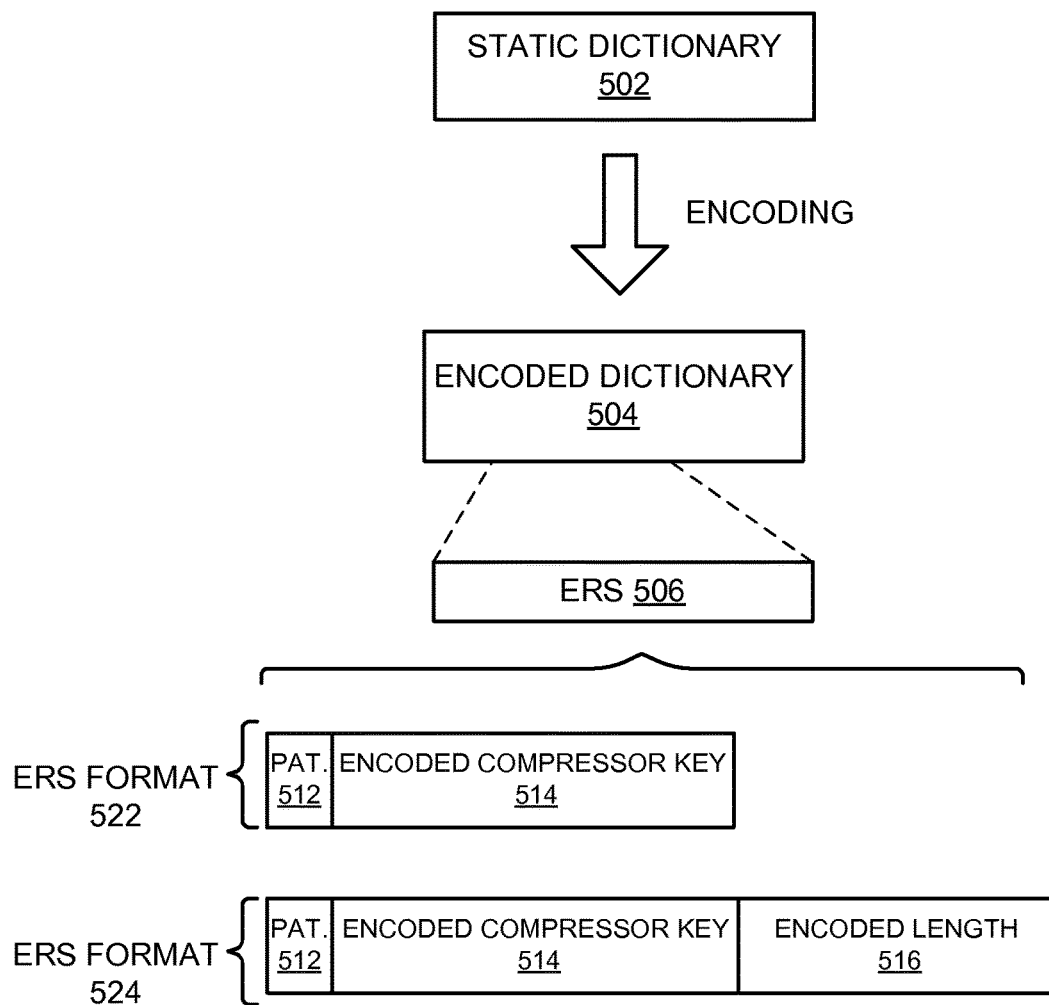 STATIC DICTIONARY
502
ENCODING
ENCODED DICTIONARY
504
ERS 506
ERS FORMAT
522
PAT.
512
ENCODED COMPRESSOR KEY
514
ERS FORMAT
524
PAT.
512
ENCODED COMPRESSOR KEY
514
ENCODED LENGTH
516